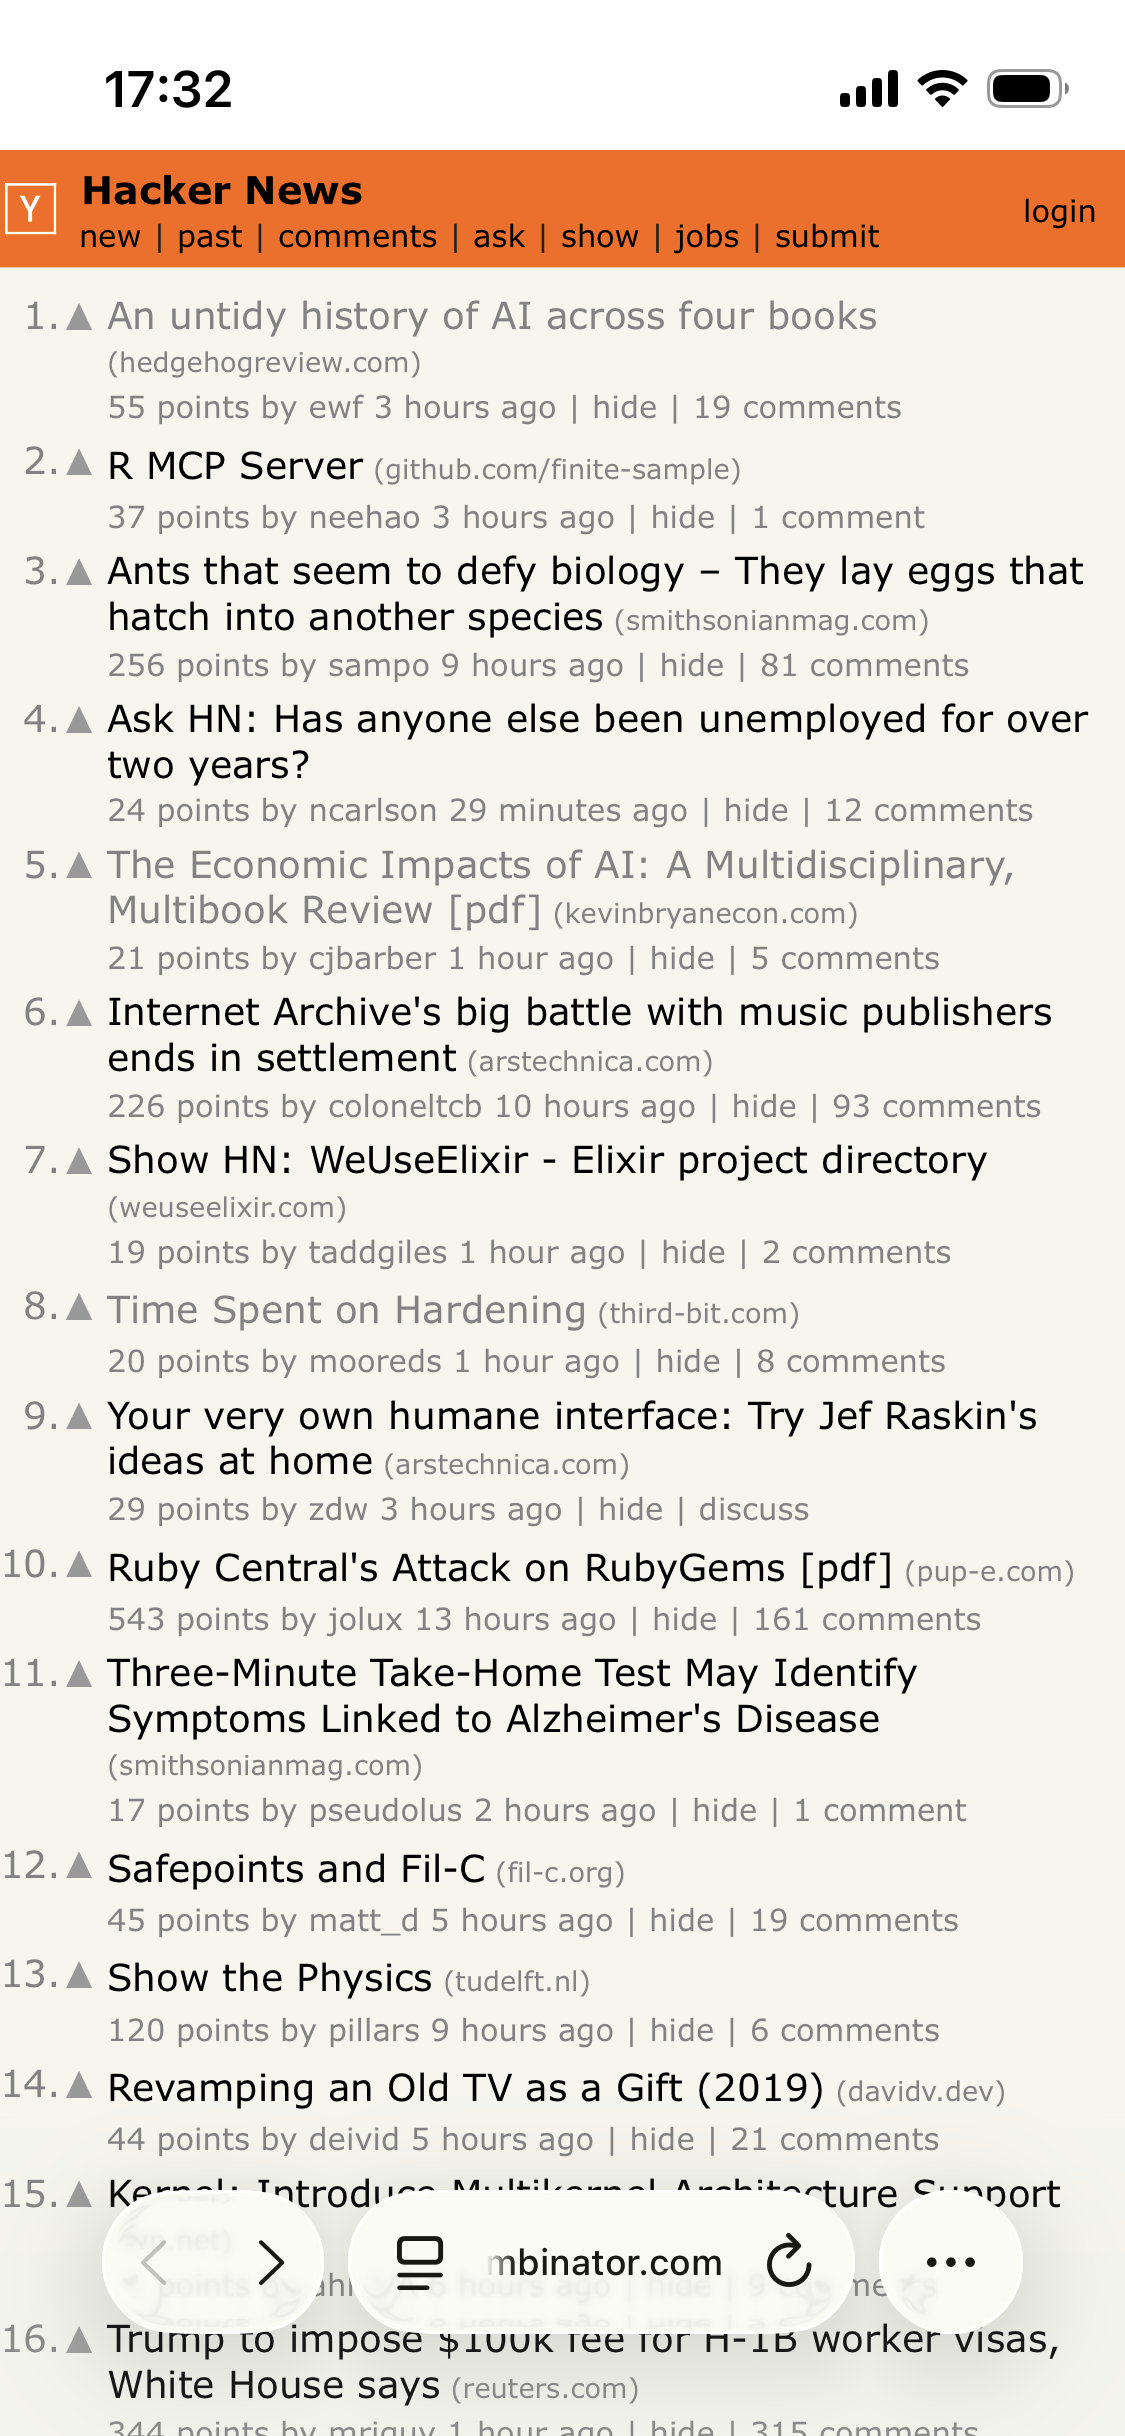 17:32
Y
Hacker News
new | past | comments | ask | show | jobs | submit
login
1. An untidy history of AI across four books
(hedgehogreview.com)
55 points by ewf 3 hours ago | hide | 19 comments
2. R MCP Server (github.com/finite-sample)
37 points by neehao 3 hours ago | hide | 1 comment
3. Ants that seem to defy biology – They lay eggs that
hatch into another species (smithsonianmag.com)
256 points by sampo 9 hours ago | hide | 81 comments
4. Ask HN: Has anyone else been unemployed for over
two years?
24 points by ncarlson 29 minutes ago | hide | 12 comments
5. The Economic Impacts of AI: A Multidisciplinary,
Multibook Review [pdf] (kevinbryanecon.com)
21 points by cjbarber 1 hour ago | hide | 5 comments
6. Internet Archive's big battle with music publishers
ends in settlement (arstechnica.com)
226 points by coloneltcb 10 hours ago | hide | 93 comments
7. Show HN: WeUseElixir - Elixir project directory
(weuseelixir.com)
19 points by taddgiles 1 hour ago | hide | 2 comments
8. Time Spent on Hardening (third-bit.com)
20 points by mooreds 1 hour ago | hide | 8 comments
9. Your very own humane interface: Try Jef Raskin's
ideas at home (arstechnica.com)
29 points by zdw 3 hours ago | hide | discuss
10. Ruby Central's Attack on RubyGems [pdf] (pup-e.com)
543 points by jolux 13 hours ago | hide | 161 comments
11. Three-Minute Take-Home Test May Identify
Symptoms Linked to Alzheimer's Disease
(smithsonianmag.com)
17 points by pseudolus 2 hours ago | hide | 1 comment
12. Safepoints and Fil-C (fil-c.org)
45 points by matt_d 5 hours ago | hide | 19 comments
13. Show the Physics (tudelft.nl)
120 points by pillars 9 hours ago | hide | 6 comments
14. Revamping an Old TV as a Gift (2019) (davidv.dev)
44 points by deivid 5 hours ago | hide | 21 comments
15. Kernel: Introduce Multikernel Architecture Support
mbinator.com
16. Trump to impose $100k fee for H-1B worker visas,
White House says (reuters.com)
344 points by mriguy 1 hour ago | hide | 315 comments